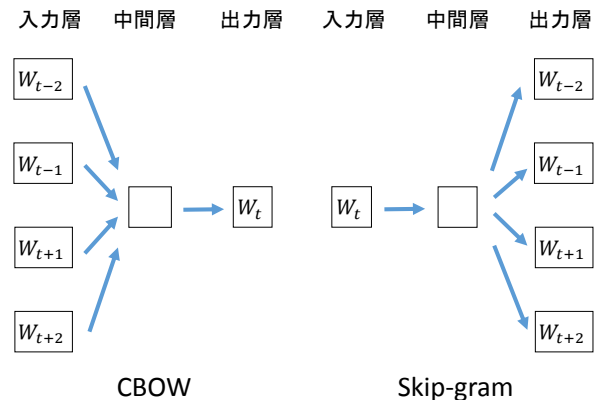 入力層 中間層 出力層 入力層 中間層 出力層
W_{t−2} W_{t−2}
W_{t−1} W_{t−1}
W_t W_t
W_{t+1} W_{t+1}
W_{t+2} W_{t+2}
CBOW Skip-gram